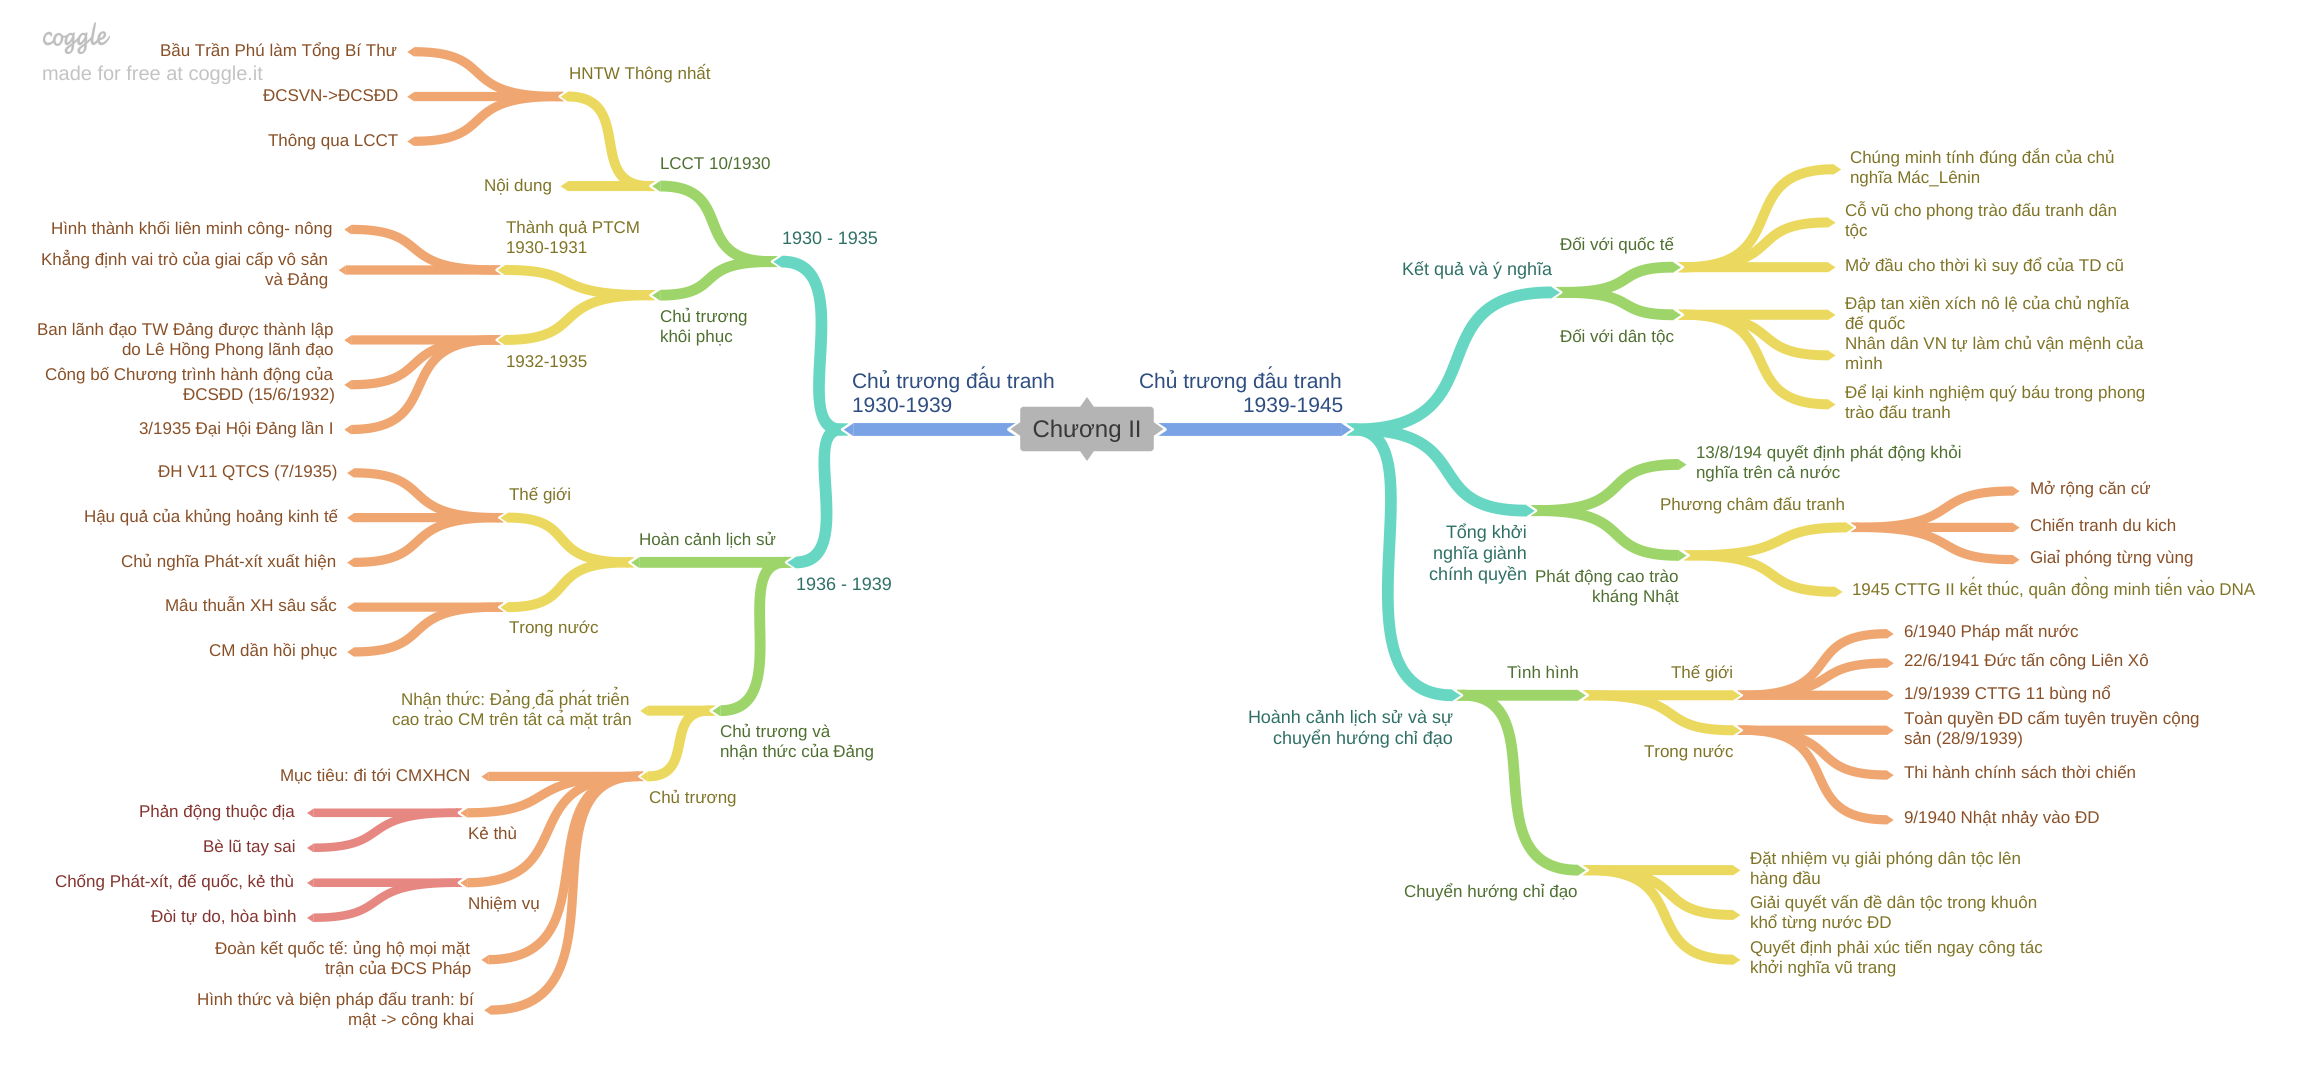 coggle
made for free at coggle.it
Chương II
Chủ trương đấu tranh
1930-1939
1930 - 1935
LCCT 10/1930
HNTW Thông nhất
Bầu Trần Phú làm Tổng Bí Thư
ĐCSVN->ĐCSĐD
Thông qua LCCT
Nội dung
Chủ trương
khôi phục
Thành quả PTCM
1930-1931
Hình thành khối liên minh công- nông
Khẳng định vai trò của giai cấp vô sản
và Đảng
1932-1935
Ban lãnh đạo TW Đảng được thành lập
do Lê Hồng Phong lãnh đạo
Công bố Chương trình hành động của
ĐCSĐD (15/6/1932)
3/1935 Đại Hội Đảng lần I
1936 - 1939
Hoàn cảnh lịch sử
Thế giới
ĐH V11 QTCS (7/1935)
Hậu quả của khủng hoảng kinh tế
Chủ nghĩa Phát-xít xuất hiện
Trong nước
Mâu thuẫn XH sâu sắc
CM dần hồi phục
Chủ trương và
nhận thức của Đảng
Nhận thức: Đảng đã phát triển
cao trào CM trên tất cả mặt trân
Chủ trương
Mục tiêu: đi tới CMXHCN
Kẻ thù
Phản động thuộc địa
Bè lũ tay sai
Nhiệm vụ
Chống Phát-xít, đế quốc, kẻ thù
Đòi tự do, hòa bình
Đoàn kết quốc tế: ủng hộ mọi mặt
trận của ĐCS Pháp
Hình thức và biện pháp đấu tranh: bí
mật -> công khai
Chủ trương đấu tranh
1939-1945
Kết quả và ý nghĩa
Đối với quốc tế
Chúng minh tính đúng đắn của chủ
nghĩa Mác_Lênin
Cỗ vũ cho phong trào đấu tranh dân
tộc
Mở đầu cho thời kì suy đổ của TD cũ
Đối với dân tộc
Đập tan xiền xích nô lệ của chủ nghĩa
đế quốc
Nhân dân VN tự làm chủ vận mệnh của
mình
Để lại kinh nghiệm quý báu trong phong
trào đấu tranh
Tổng khởi
nghĩa giành
chính quyền
13/8/194 quyết định phát động khỏi
nghĩa trên cả nước
Phát động cao trào
kháng Nhật
Phương châm đấu tranh
Mở rộng căn cứ
Chiến tranh du kich
Giaỉ phóng từng vùng
1945 CTTG II kết thúc, quân đồng minh tiến vào DNA
Hoành cảnh lịch sử và sự
chuyển hướng chỉ đạo
Tình hình
Thế giới
6/1940 Pháp mất nước
22/6/1941 Đức tấn công Liên Xô
1/9/1939 CTTG 11 bùng nổ
Trong nước
Toàn quyền ĐD cấm tuyên truyền cộng
sản (28/9/1939)
Thi hành chính sách thời chiến
9/1940 Nhật nhảy vào ĐD
Chuyển hướng chỉ đạo
Đặt nhiệm vụ giải phóng dân tộc lên
hàng đầu
Giải quyết vấn đề dân tộc trong khuôn
khổ từng nước ĐD
Quyết định phải xúc tiến ngay công tác
khởi nghĩa vũ trang